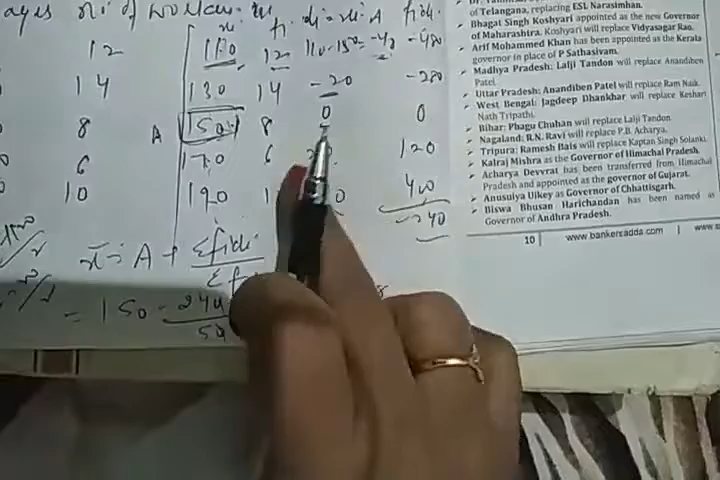 ages no: of workers xi fi di = xi - A fidi
12 110 12 110-150=-40 -480
14 130 14 -20 -280
8 A 150 8 0 0
6 170 6 120
10 190 1 0 400
-240
x̄ = A + Σfidi
Σf
= 150 - 240
50
of Telangana, replacing ESL Narasimhan.
➢ Bhagat Singh Koshyari appointed as the new Governor
of Maharashtra. Koshyari will replace Vidyasagar Rao.
➢ Arif Mohammed Khan has been appointed as the Kerala
governor in place of P Sathasivam.
➢ Madhya Pradesh: Lalji Tandon will replace Anandiben
Patel.
➢ Uttar Pradesh: Anandiben Patel will replace Ram Naik.
➢ West Bengal: Jagdeep Dhankhar will replace Keshari
Nath Tripathi.
➢ Bihar: Phagu Chuhan will replace Lalji Tandon.
➢ Nagaland: R.N. Ravi will replace P.B. Acharya.
➢ Tripura: Ramesh Bais will replace Kaptan Singh Solanki.
➢ Kalraj Mishra as the Governor of Himachal Pradesh.
➢ Acharya Devvrat has been transferred from Himachal
Pradesh and appointed as the governor of Gujarat.
➢ Anusuiya Uikey as Governor of Chhattisgarh.
➢ Biswa Bhusan Harichandan has been named as
Governor of Andhra Pradesh.
10 | www.bankersadda.com | www.s